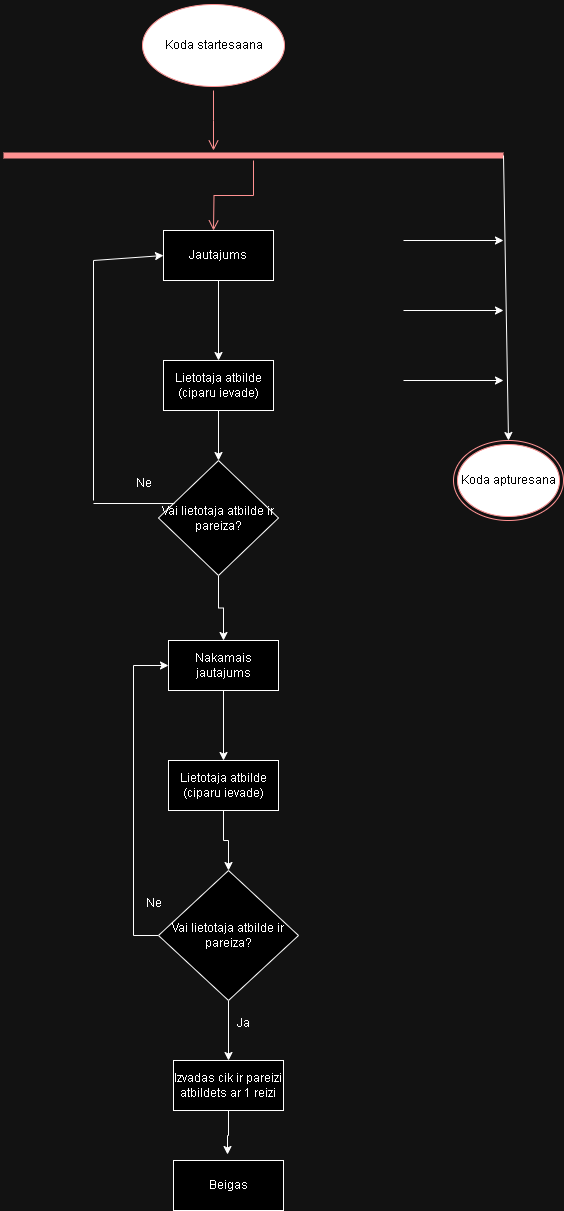 Koda startesaana
Jautajums
Lietotaja atbilde
(ciparu ievade)
Koda apturesana
Ne
Vai lietotaja atbilde ir
pareiza?
Nakamais
jautajums
Lietotaja atbilde
(ciparu ievade)
Ne
Vai lietotaja atbilde ir
pareiza?
Ja
Izvadas cik ir pareizi
atbildets ar 1 reizi
Beigas